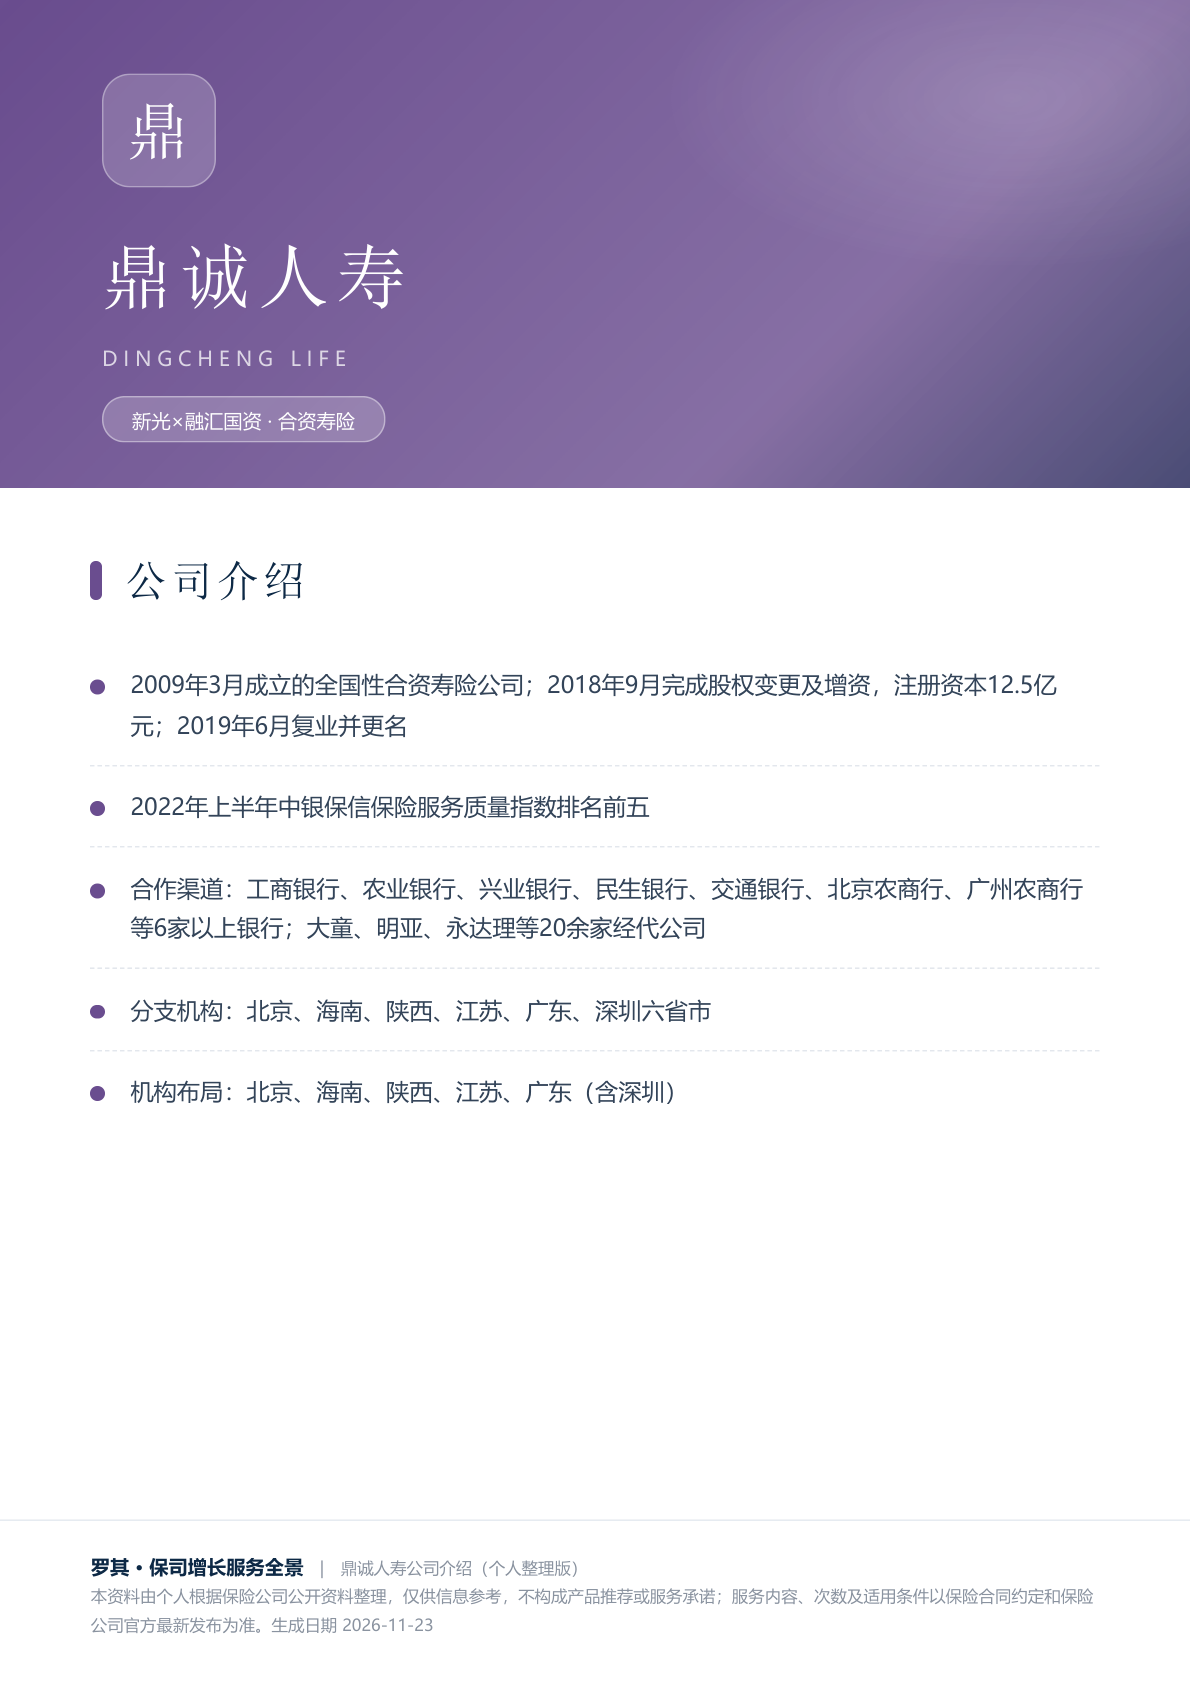 鼎
鼎诚人寿
DINGCHENG LIFE
新光×融汇国资 · 合资寿险
公司介绍
2009年3月成立的全国性合资寿险公司；2018年9月完成股权变更及增资，注册资本12.5亿
元；2019年6月复业并更名
2022年上半年中银保信保险服务质量指数排名前五
合作渠道：工商银行、农业银行、兴业银行、民生银行、交通银行、北京农商行、广州农商行
等6家以上银行；大童、明亚、永达理等20余家经代公司
分支机构：北京、海南、陕西、江苏、广东、深圳六省市
机构布局：北京、海南、陕西、江苏、广东（含深圳）
罗其·保司增长服务全景 | 鼎诚人寿公司介绍（个人整理版）
本资料由个人根据保险公司公开资料整理，仅供信息参考，不构成产品推荐或服务承诺；服务内容、次数及适用条件以保险合同约定和保险
公司官方最新发布为准。生成日期 2026-11-23